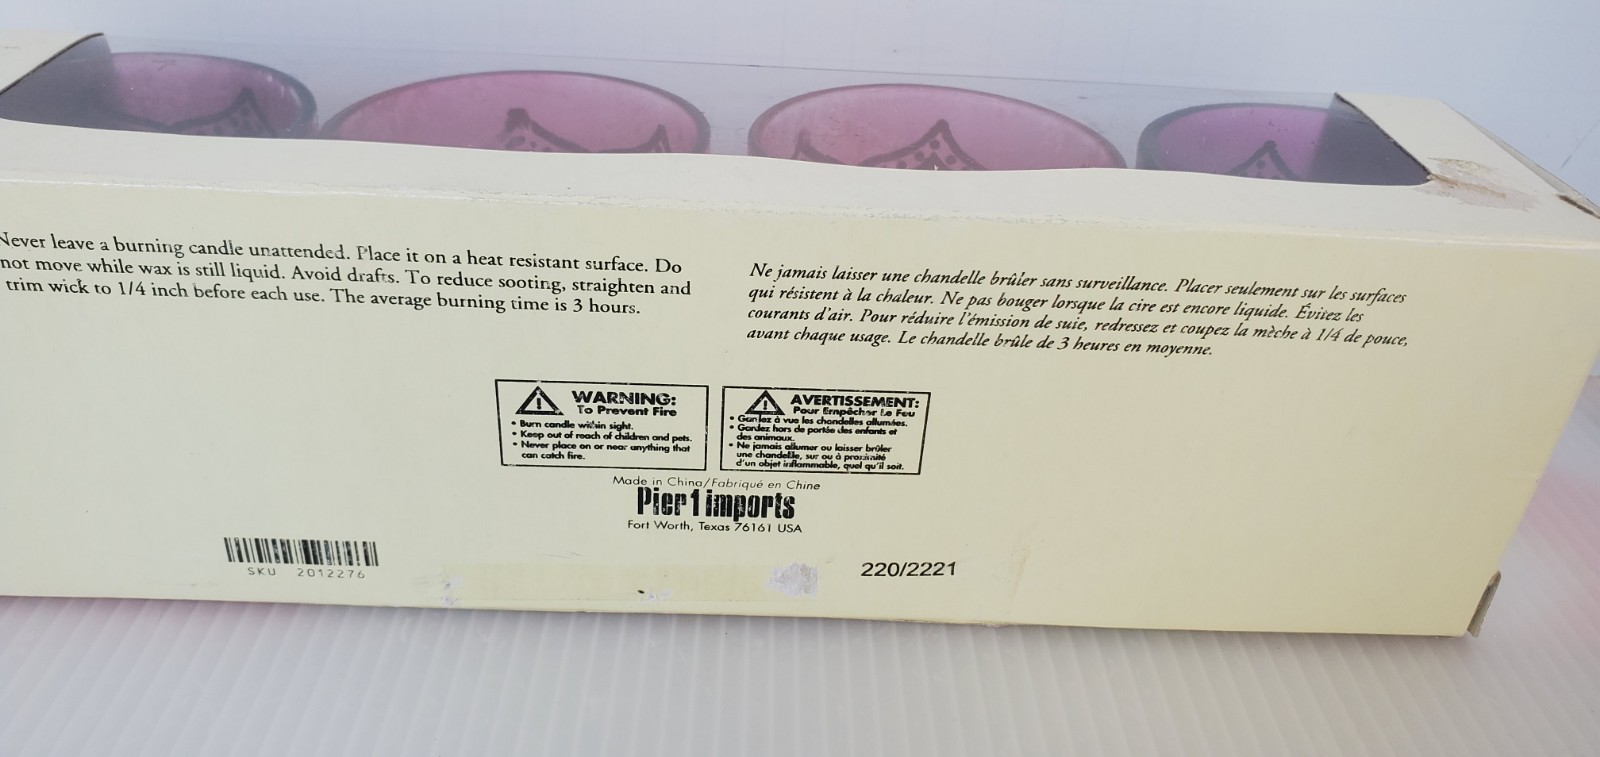 Never leave a burning candle unattended. Place it on a heat resistant surface. Do
not move while wax is still liquid. Avoid drafts. To reduce sooting, straighten and
trim wick to 1/4 inch before each use. The average burning time is 3 hours.
Ne jamais laisser une chandelle brûler sans surveillance. Placer seulement sur les surfaces
qui résistent à la chaleur. Ne pas bouger lorsque la cire est encore liquide. Évitez les
courants d'air. Pour réduire l'émission de suie, redressez et coupez la mèche à 1/4 de pouce,
avant chaque usage. Le chandelle brûle de 3 heures en moyenne.
WARNING:
To Prevent Fire
• Burn candle within sight.
• Keep out of reach of children and pets.
• Never place on or near anything that
can catch fire.
AVERTISSEMENT:
Pour Empêcher Le Feu
• Gardez à vue les chandelles allumées.
• Gardez hors de portée des enfants et
des animaux.
• Ne jamais allumer ou laisser brûler
une chandelle, sur ou à proximité
d'un objet inflammable, quel qu'il soit.
Made in China/Fabriqué en Chine
Pier 1 imports
Fort Worth, Texas 76161 USA
SKU 2012276
220/2221